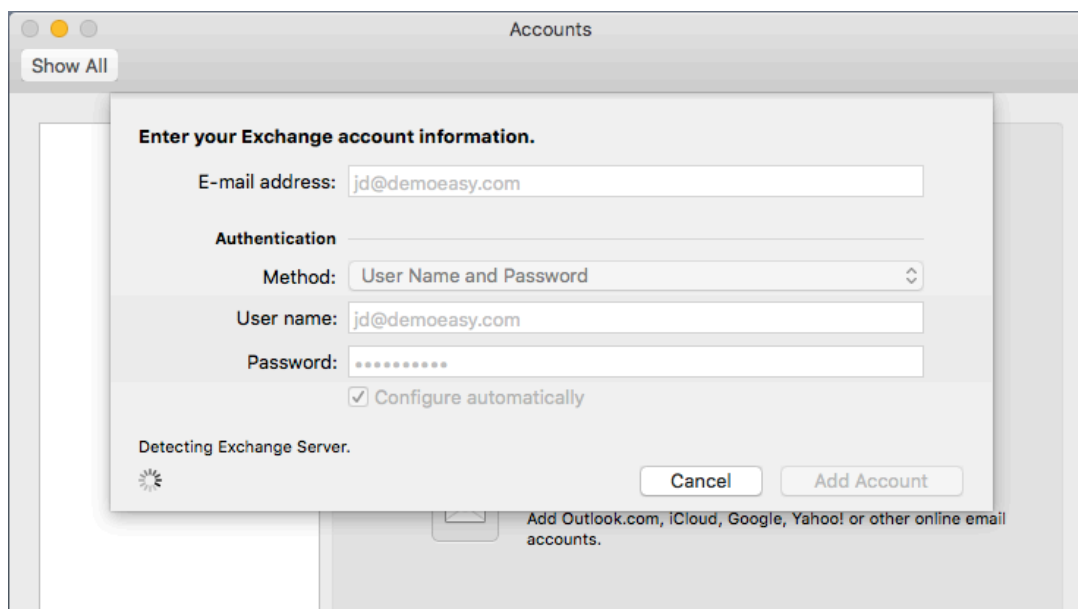 Accounts
Show All
Enter your Exchange account information.
E-mail address: jd@demoeasy.com
Authentication
Method: User Name and Password
User name: jd@demoeasy.com
Password: ••••••••••
Configure automatically
Detecting Exchange Server.
Cancel Add Account
Add Outlook.com, iCloud, Google, Yahoo! or other online email
accounts.